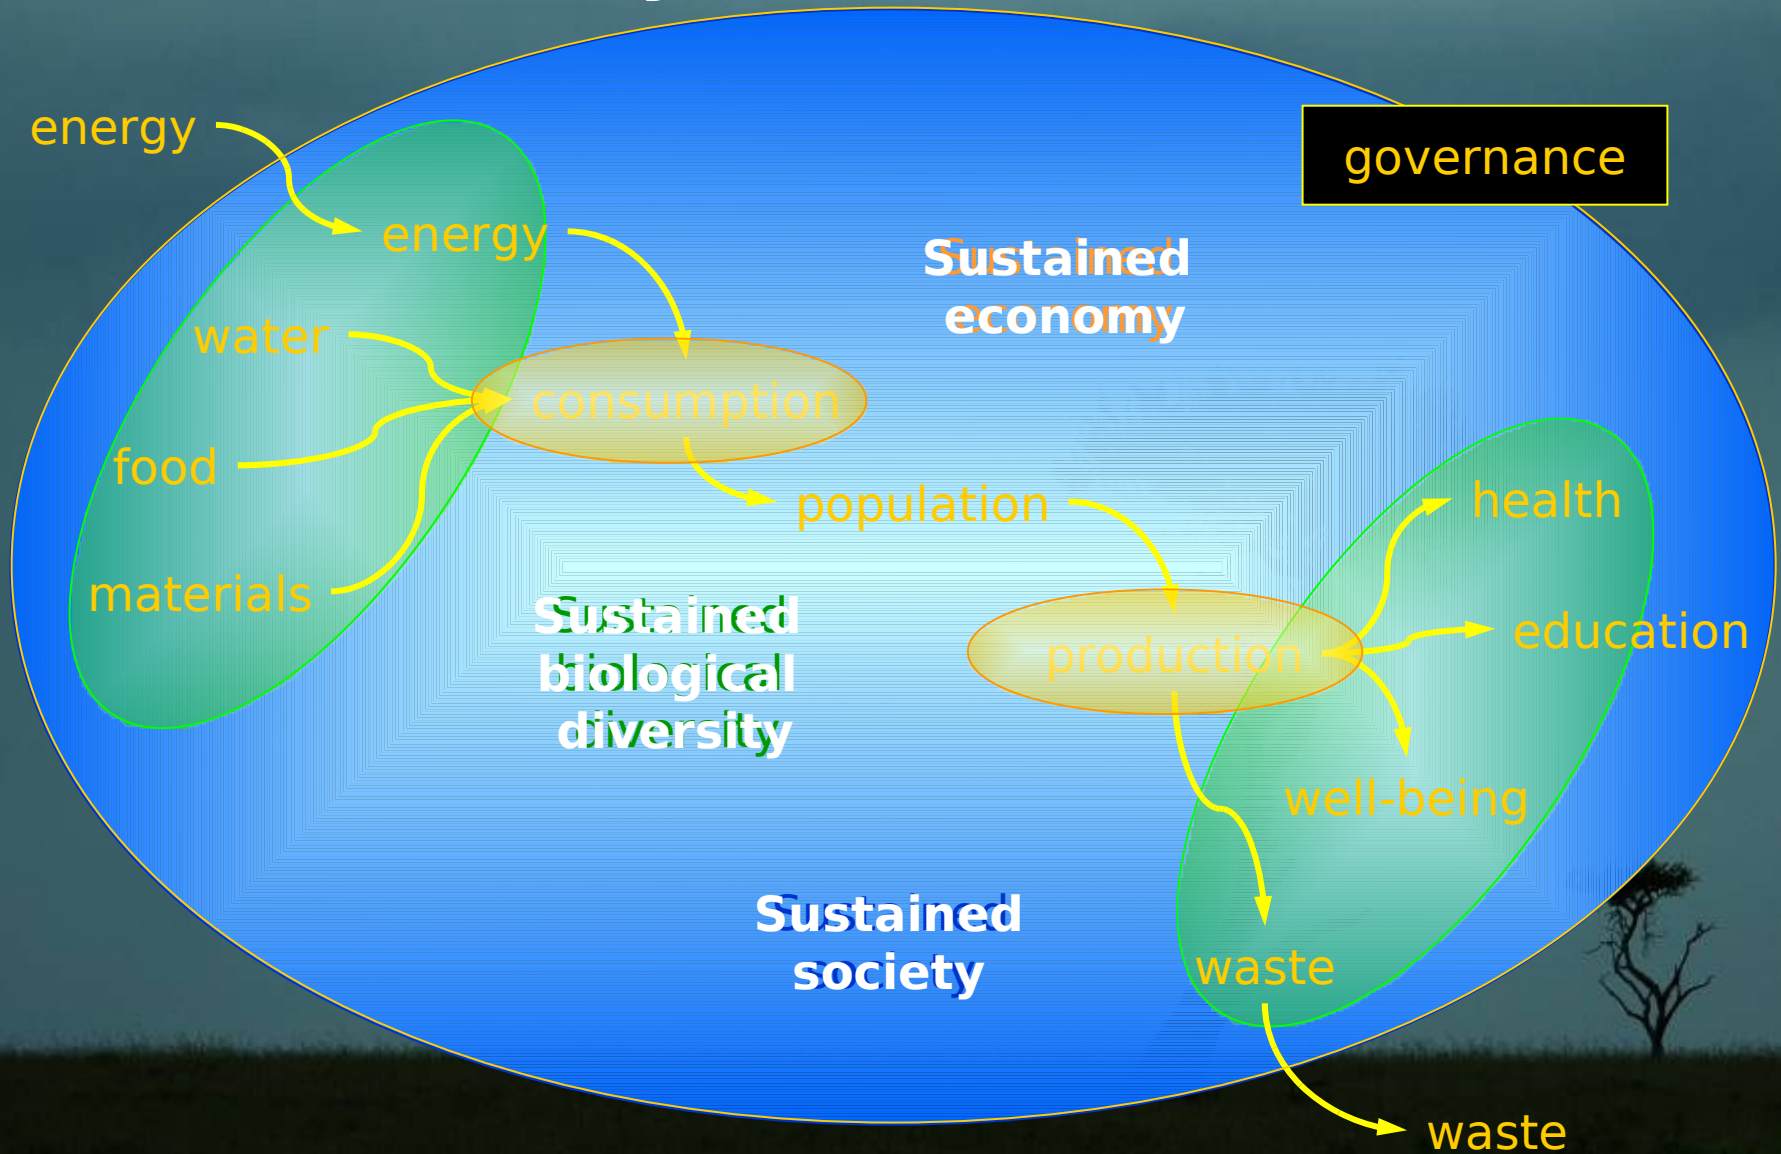 energy
governance
energy
Sustained
economy
water
consumption
food
population
health
materials
Sustained
biological
diversity
education
production
well-being
Sustained
society
waste
waste